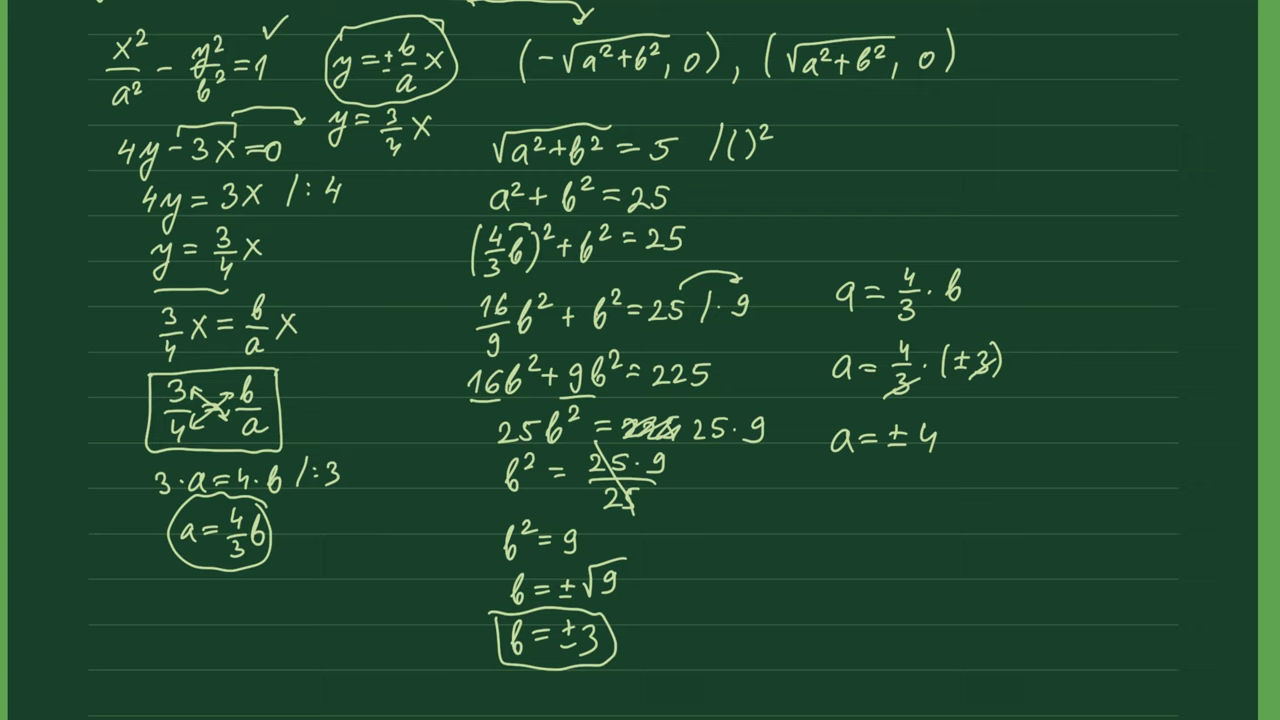 x²/a² - y²/b² = 1 ✓
y = ± b/a x
(-√(a²+b²), 0), (√(a²+b²), 0)
4y - 3x = 0
y = 3/4 x
4y = 3x /: 4
y = 3/4 x
3/4 x = b/a x
3/4 = b/a
3·a = 4·b /:3
a = 4/3 b
√(a²+b²) = 5 /()²
a² + b² = 25
(4/3 b)² + b² = 25
16/9 b² + b² = 25 /· 9
16b² + 9b² = 225
25b² = 25·9
b² = 25·9/25
b² = 9
b = ±√9
b = ±3
a = 4/3 · b
a = 4/3 · (±3)
a = ± 4